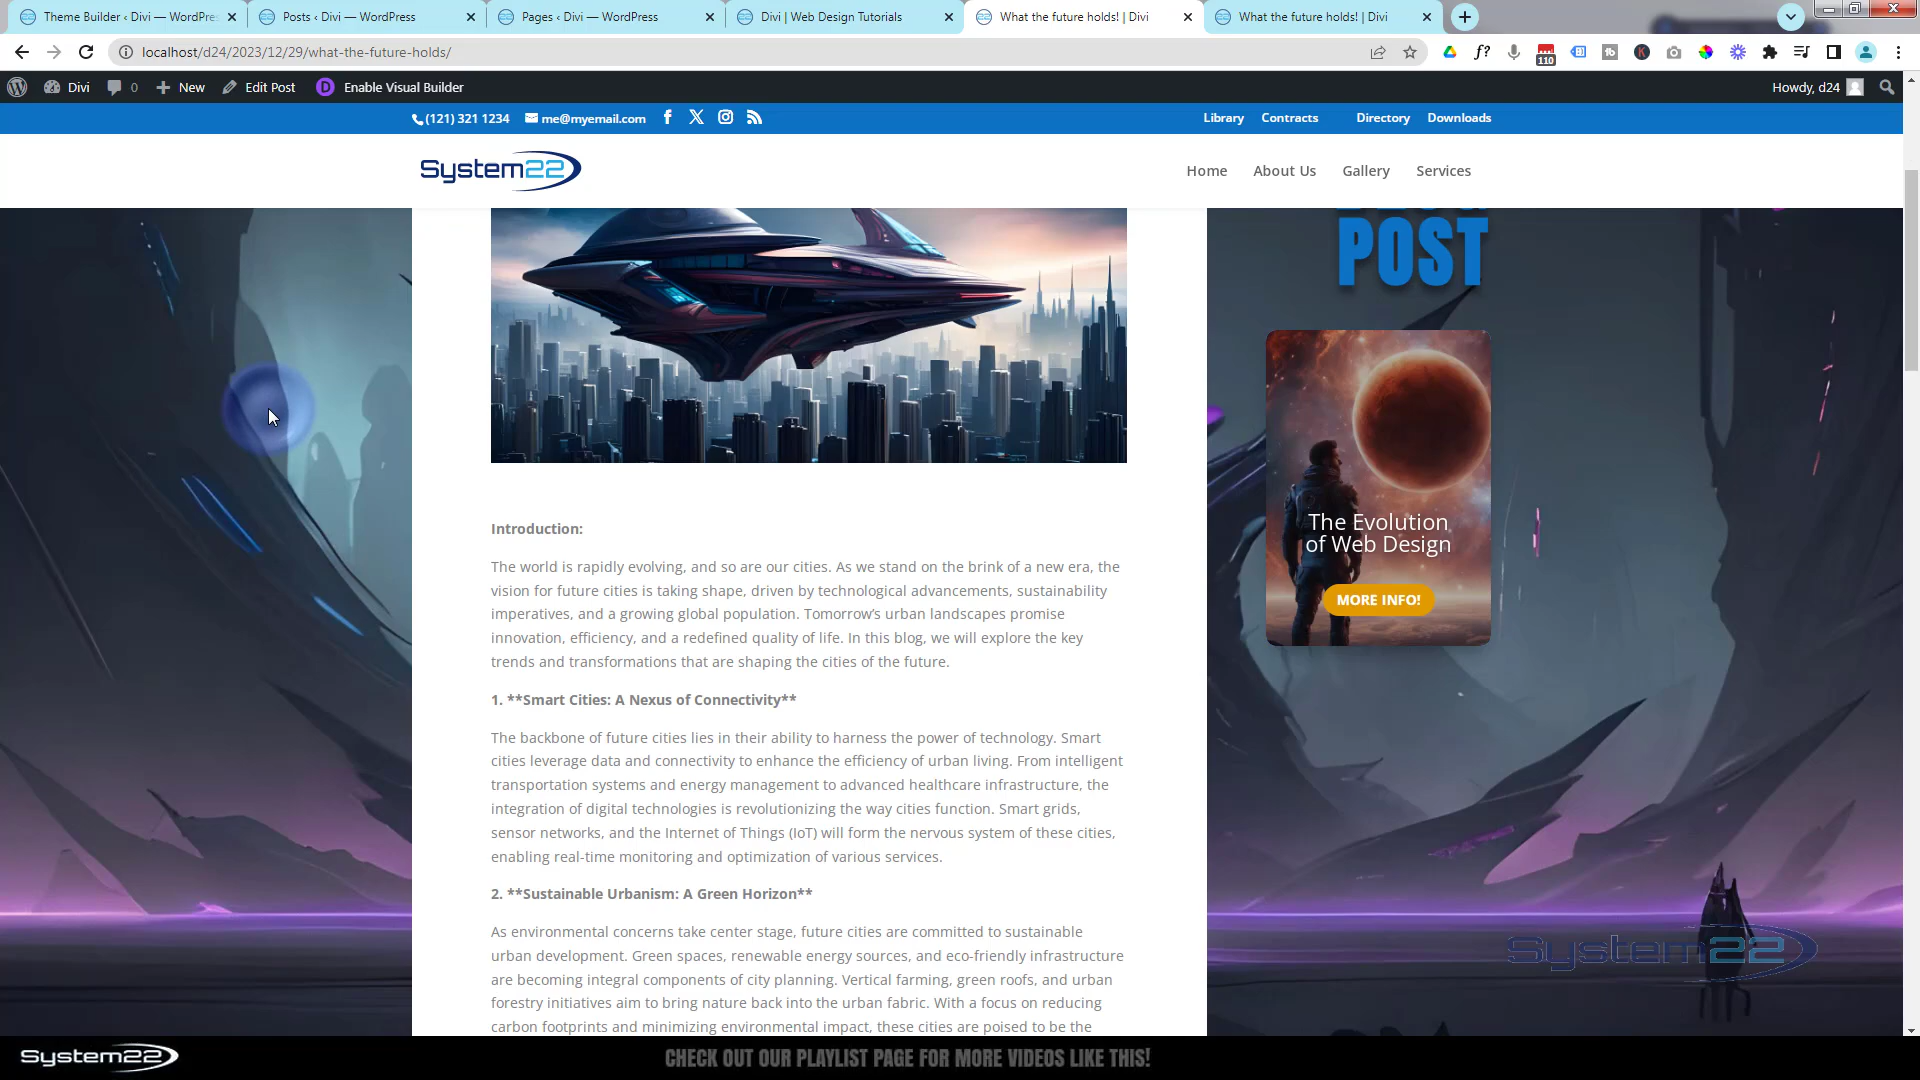 Theme Builder ‹ Divi — WordPre
Posts ‹ Divi — WordPress
Pages ‹ Divi — WordPress
Divi | Web Design Tutorials
What the future holds! | Divi
What the future holds! | Divi
localhost/d24/2023/12/29/what-the-future-holds/
f?
110
Divi
0
New
Edit Post
D
Enable Visual Builder
Howdy, d24
(121) 321 1234
me@myemail.com
Library
Contracts
Directory
Downloads
System22
Home
About Us
Gallery
Services
POST
The Evolution
of Web Design
MORE INFO!
Introduction:
The world is rapidly evolving, and so are our cities. As we stand on the brink of a new era, the
vision for future cities is taking shape, driven by technological advancements, sustainability
imperatives, and a growing global population. Tomorrow’s urban landscapes promise
innovation, efficiency, and a redefined quality of life. In this blog, we will explore the key
trends and transformations that are shaping the cities of the future.
1. **Smart Cities: A Nexus of Connectivity**
The backbone of future cities lies in their ability to harness the power of technology. Smart
cities leverage data and connectivity to enhance the efficiency of urban living. From intelligent
transportation systems and energy management to advanced healthcare infrastructure, the
integration of digital technologies is revolutionizing the way cities function. Smart grids,
sensor networks, and the Internet of Things (IoT) will form the nervous system of these cities,
enabling real-time monitoring and optimization of various services.
2. **Sustainable Urbanism: A Green Horizon**
As environmental concerns take center stage, future cities are committed to sustainable
urban development. Green spaces, renewable energy sources, and eco-friendly infrastructure
are becoming integral components of city planning. Vertical farming, green roofs, and urban
forestry initiatives aim to bring nature back into the urban fabric. With a focus on reducing
carbon footprints and minimizing environmental impact, these cities are poised to be the
System22
System22
CHECK OUT OUR PLAYLIST PAGE FOR MORE VIDEOS LIKE THIS!